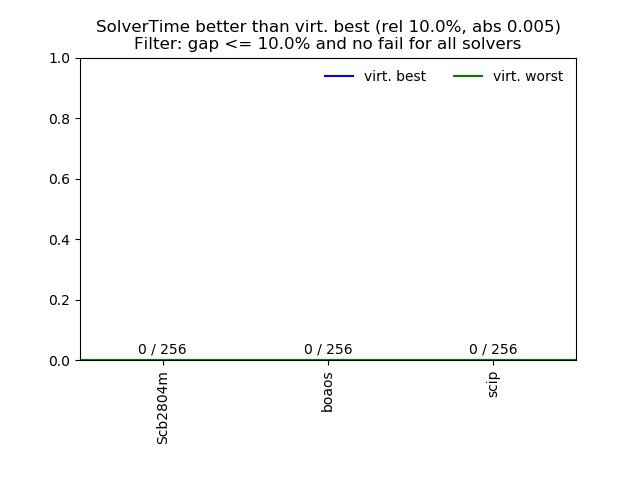 SolverTime better than virt. best (rel 10.0%, abs 0.005)
Filter: gap <= 10.0% and no fail for all solvers
virt. best
virt. worst
1.0
0.8
0.6
0.4
0.2
0.0
0 / 256
0 / 256
0 / 256
Scb2804m
boaos
scip